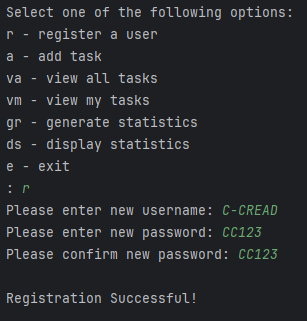 Select one of the following options:
r - register a user
a - add task
va - view all tasks
vm - view my tasks
gr - generate statistics
ds - display statistics
e - exit
: r
Please enter new username: C-CREAD
Please enter new password: CC123
Please confirm new password: CC123
Registration Successful!